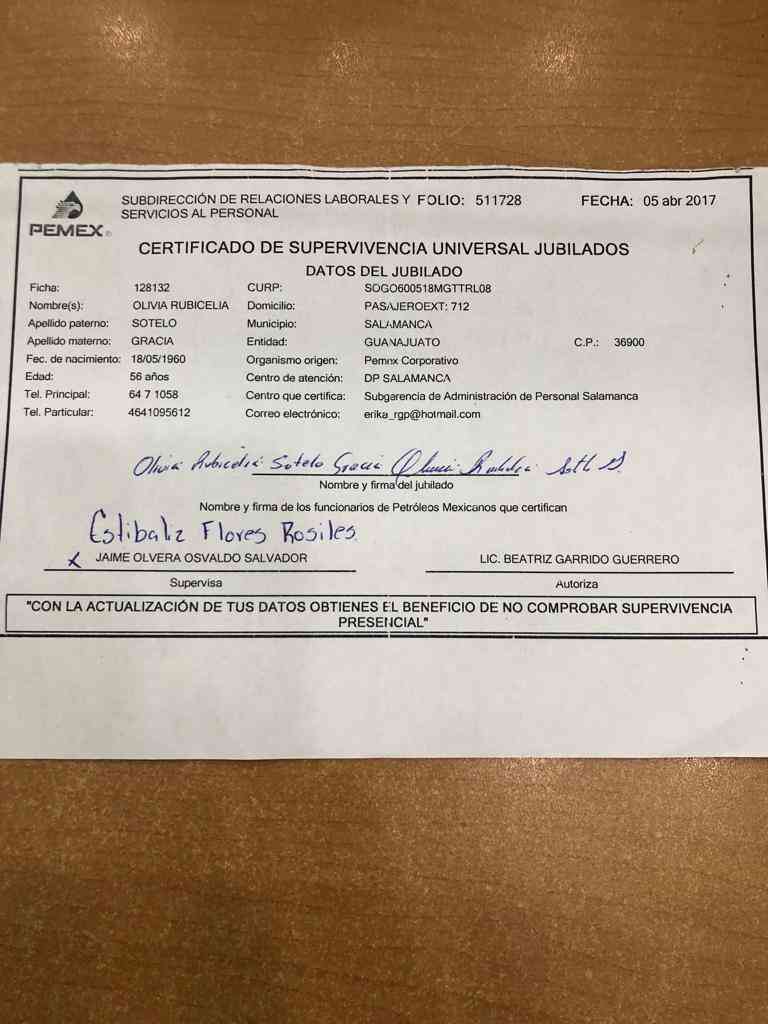 PEMEX®
SUBDIRECCIÓN DE RELACIONES LABORALES Y SERVICIOS AL PERSONAL
FOLIO: 511728
FECHA: 05 abr 2017
CERTIFICADO DE SUPERVIVENCIA UNIVERSAL JUBILADOS
DATOS DEL JUBILADO
Ficha: 128132 CURP: SOGO600518MGTTRL08
Nombre(s): OLIVIA RUBICELIA Domicilio: PASAJEROEXT: 712
Apellido paterno: SOTELO Municipio: SALAMANCA
Apellido materno: GRACIA Entidad: GUANAJUATO C.P.: 36900
Fec. de nacimiento: 18/05/1960 Organismo origen: Pemex Corporativo
Edad: 56 años Centro de atención: DP SALAMANCA
Tel. Principal: 64 7 1058 Centro que certifica: Subgarencia de Administración de Personal Salamanca
Tel. Particular: 4641095612 Correo electrónico: erika_rgp@hotmail.com
Olivia Rubicelia Sotelo Gracia
Nombre y firma del jubilado
Nombre y firma de los funcionarios de Petróleos Mexicanos que certifican
Estibaliz Flores Rosiles
x JAIME OLVERA OSVALDO SALVADOR LIC. BEATRIZ GARRIDO GUERRERO
Supervisa Autoriza
"CON LA ACTUALIZACIÓN DE TUS DATOS OBTIENES EL BENEFICIO DE NO COMPROBAR SUPERVIVENCIA
PRESENCIAL"